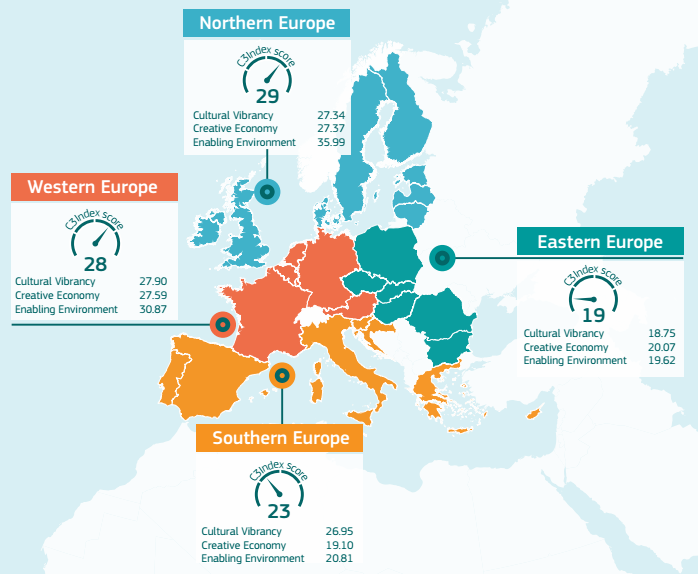 Northern Europe
C3Index score
29
Cultural Vibrancy 27.34
Creative Economy 27.37
Enabling Environment 35.99
Western Europe
C3Index score
28
Cultural Vibrancy 27.90
Creative Economy 27.59
Enabling Environment 30.87
Eastern Europe
C3Index score
19
Cultural Vibrancy 18.75
Creative Economy 20.07
Enabling Environment 19.62
Southern Europe
C3Index score
23
Cultural Vibrancy 26.95
Creative Economy 19.10
Enabling Environment 20.81